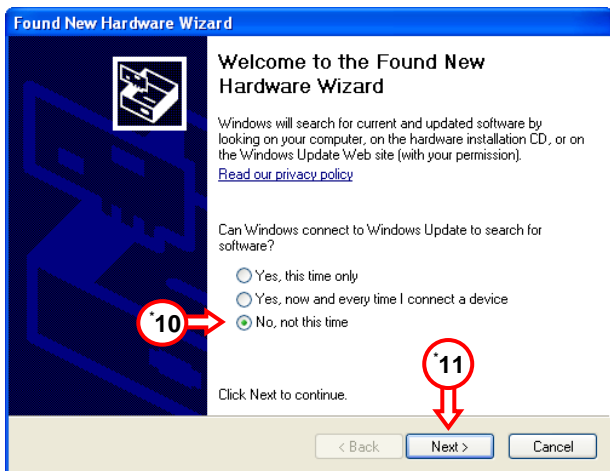 Found New Hardware Wizard
Welcome to the Found New
Hardware Wizard
Windows will search for current and updated software by
looking on your computer, on the hardware installation CD, or on
the Windows Update Web site (with your permission).
Read our privacy policy
Can Windows connect to Windows Update to search for
software?
Yes, this time only
Yes, now and every time I connect a device
*10
No, not this time
*11
Click Next to continue.
< Back
Next >
Cancel